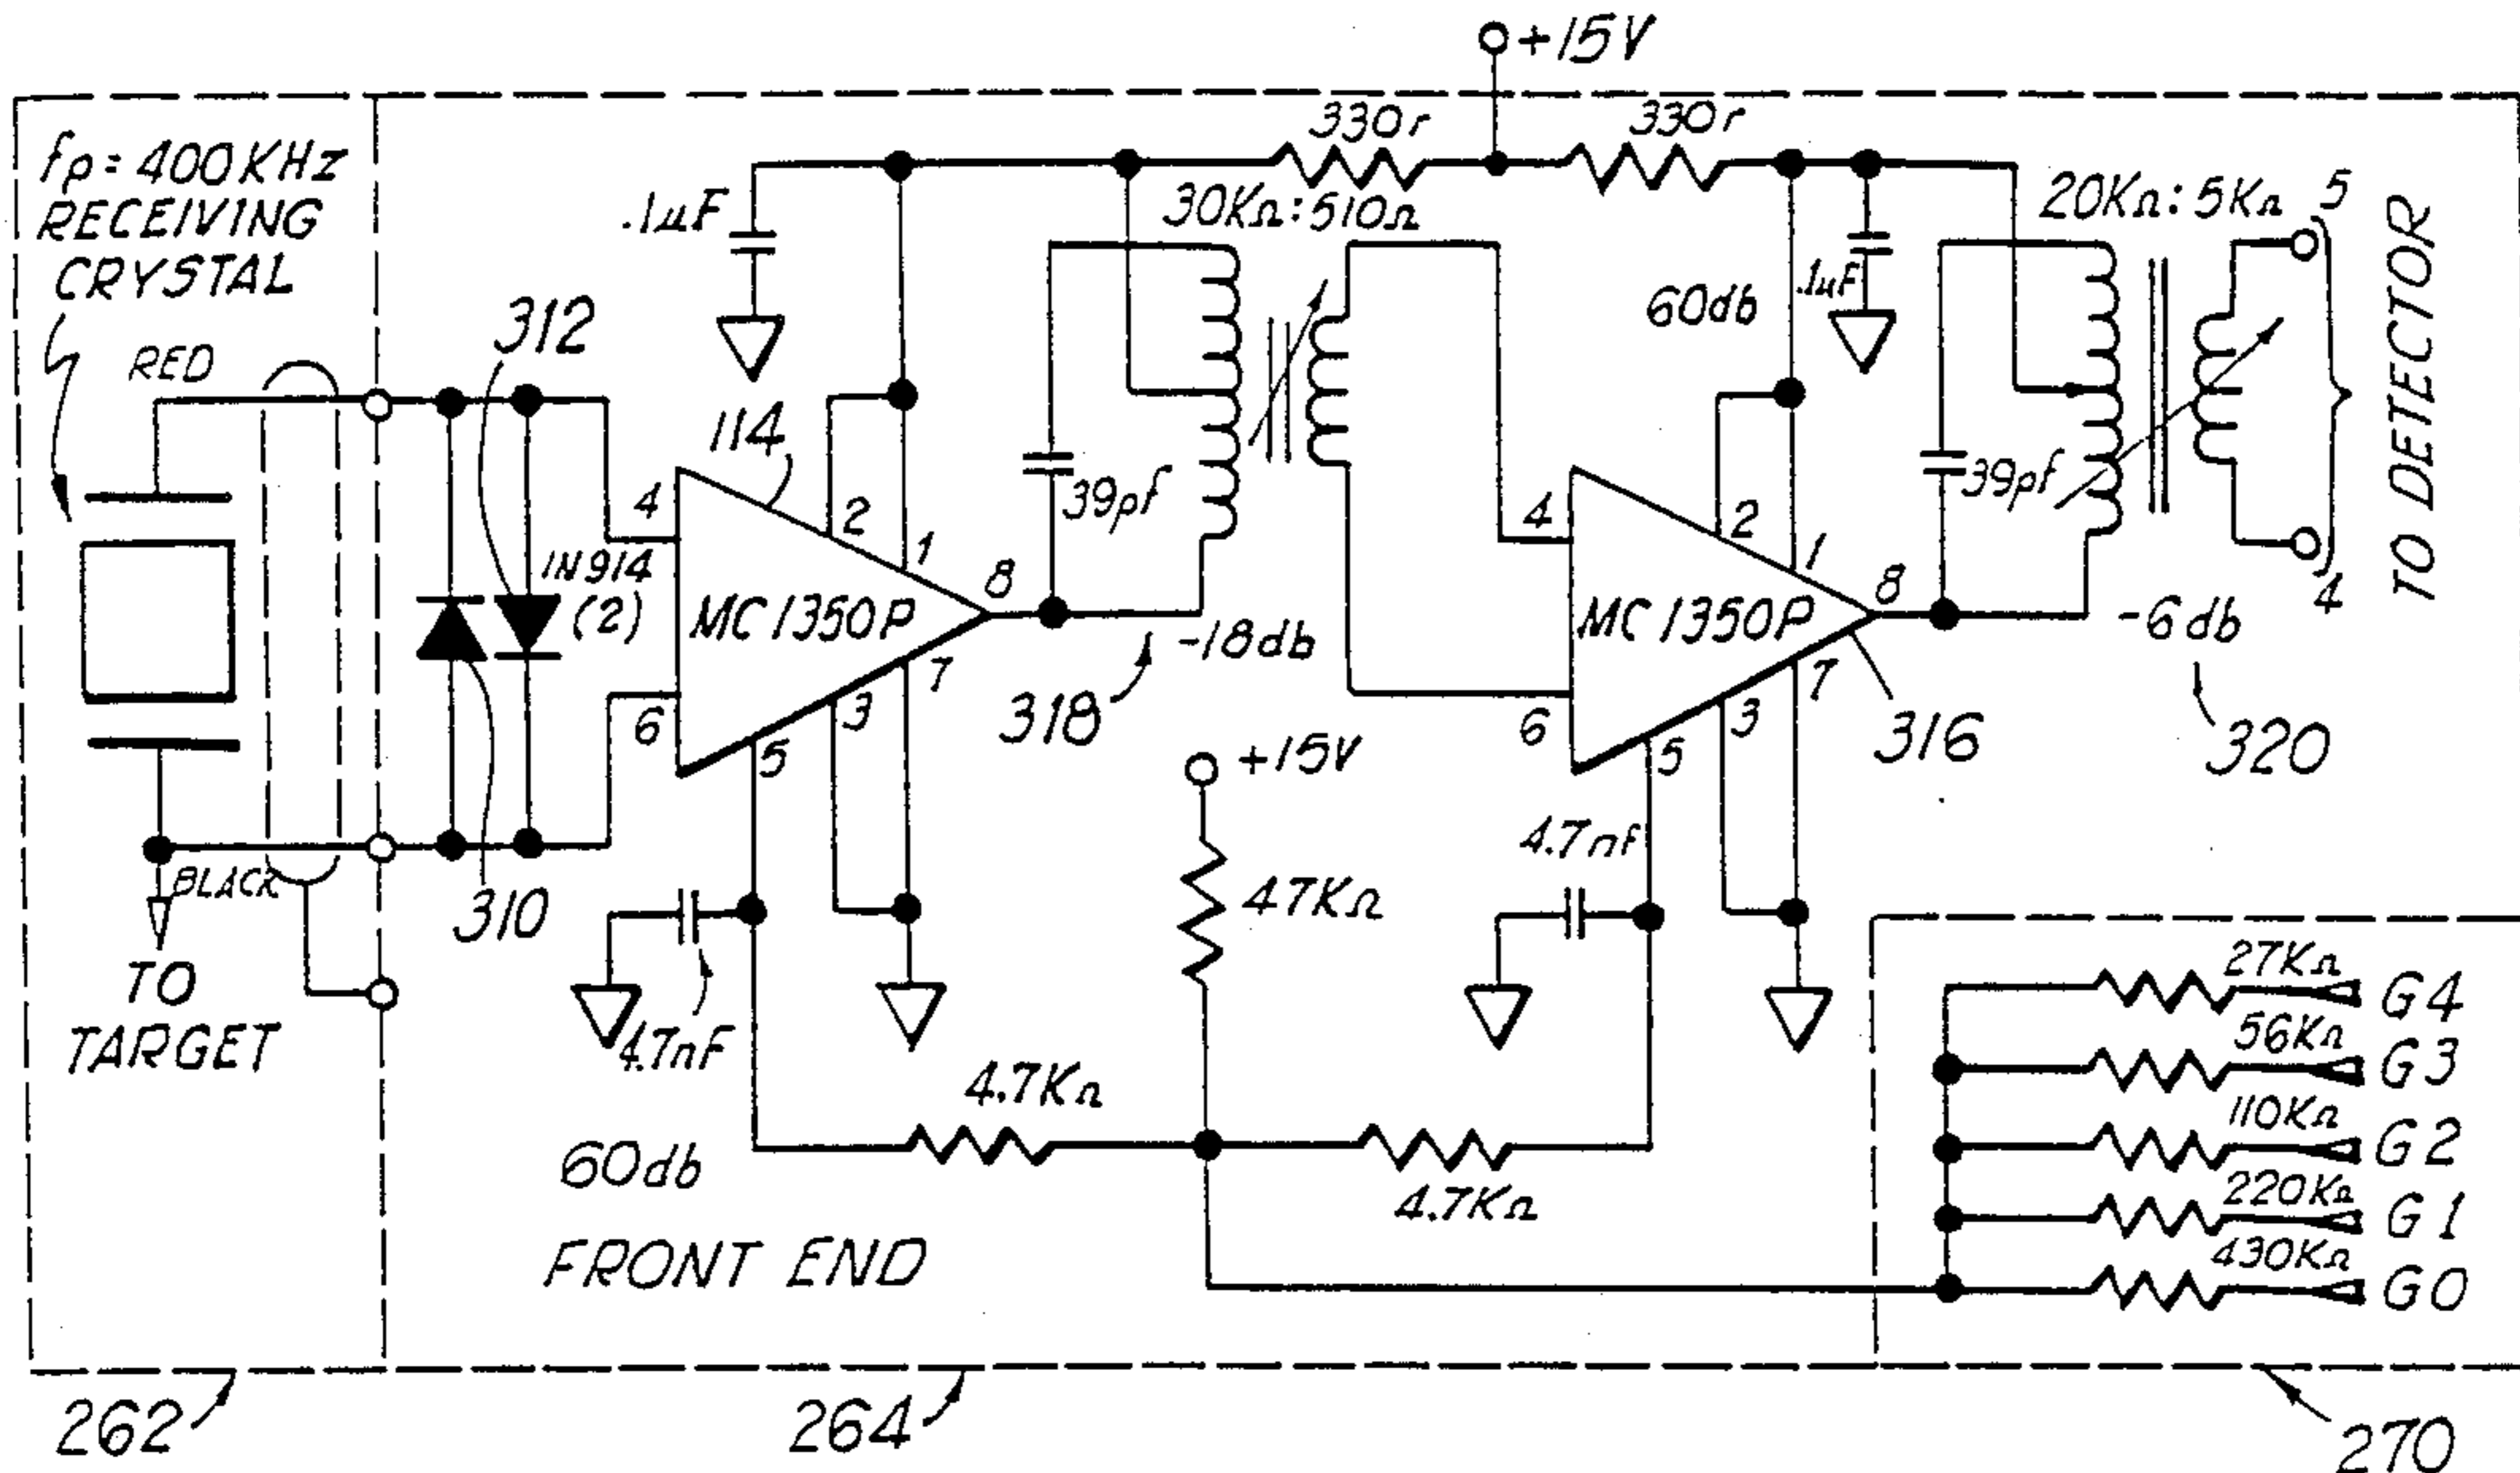 +15V
fp=400KHz
RECEIVING
CRYSTAL
RED
312
.1µF
330r
330r
30KΩ:510Ω
20KΩ:5KΩ
5
60db
.1µF
TO DETECTOR
114
39pf
39pf
4
2
1
8
1N914
(2)
MC1350P
-18db
318
4
2
1
8
MC1350P
-6db
4
6
5
3
7
6
5
3
7
316
320
+15V
BLACK
310
47KΩ
4.7nf
TO
TARGET
4.7nF
4.7KΩ
60db
4.7KΩ
FRONT END
27KΩ
G4
56KΩ
G3
110KΩ
G2
220KΩ
G1
430KΩ
G0
262
264
270